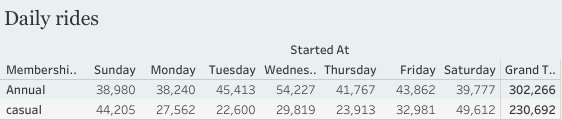 Daily rides
Started At
Membershi.. Sunday Monday Tuesday Wednes.. Thursday Friday Saturday Grand T..
Annual 38,980 38,240 45,413 54,227 41,767 43,862 39,777 302,266
casual 44,205 27,562 22,600 29,819 23,913 32,981 49,612 230,692